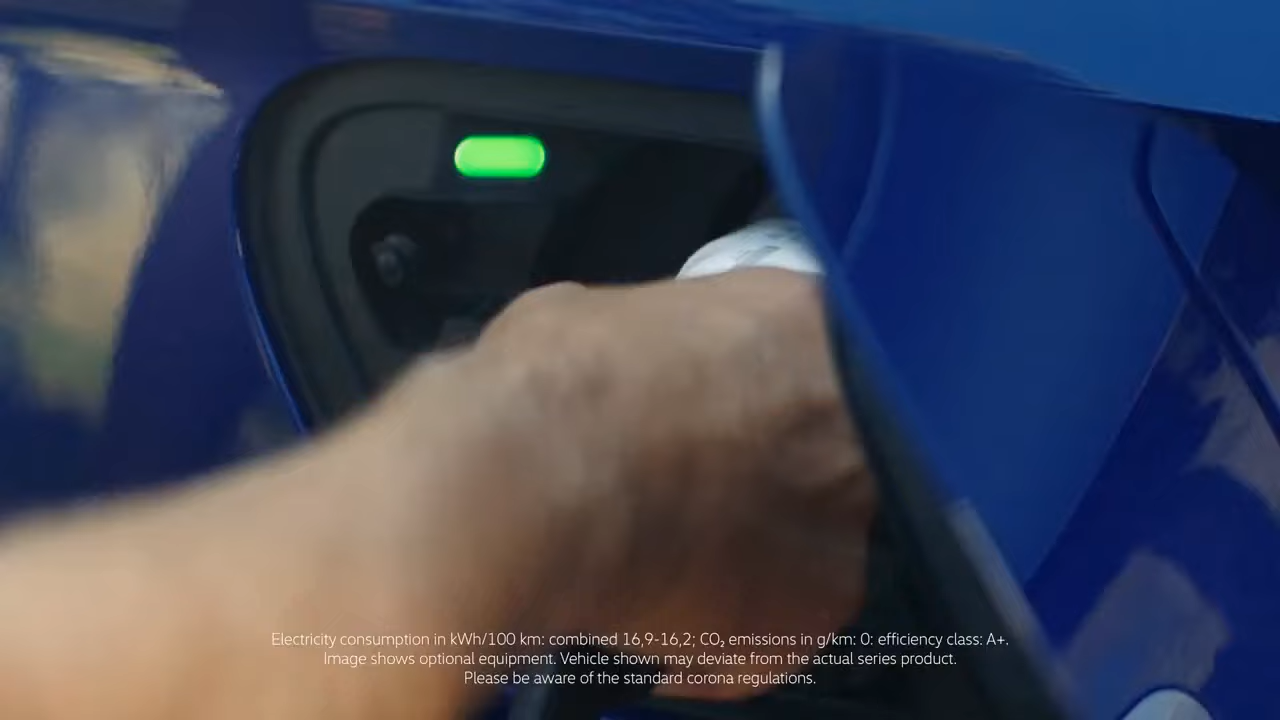 Electricity consumption in kWh/100 km: combined 16,9-16,2; CO₂ emissions in g/km: 0: efficiency class: A+.
Image shows optional equipment. Vehicle shown may deviate from the actual series product.
Please be aware of the standard corona regulations.